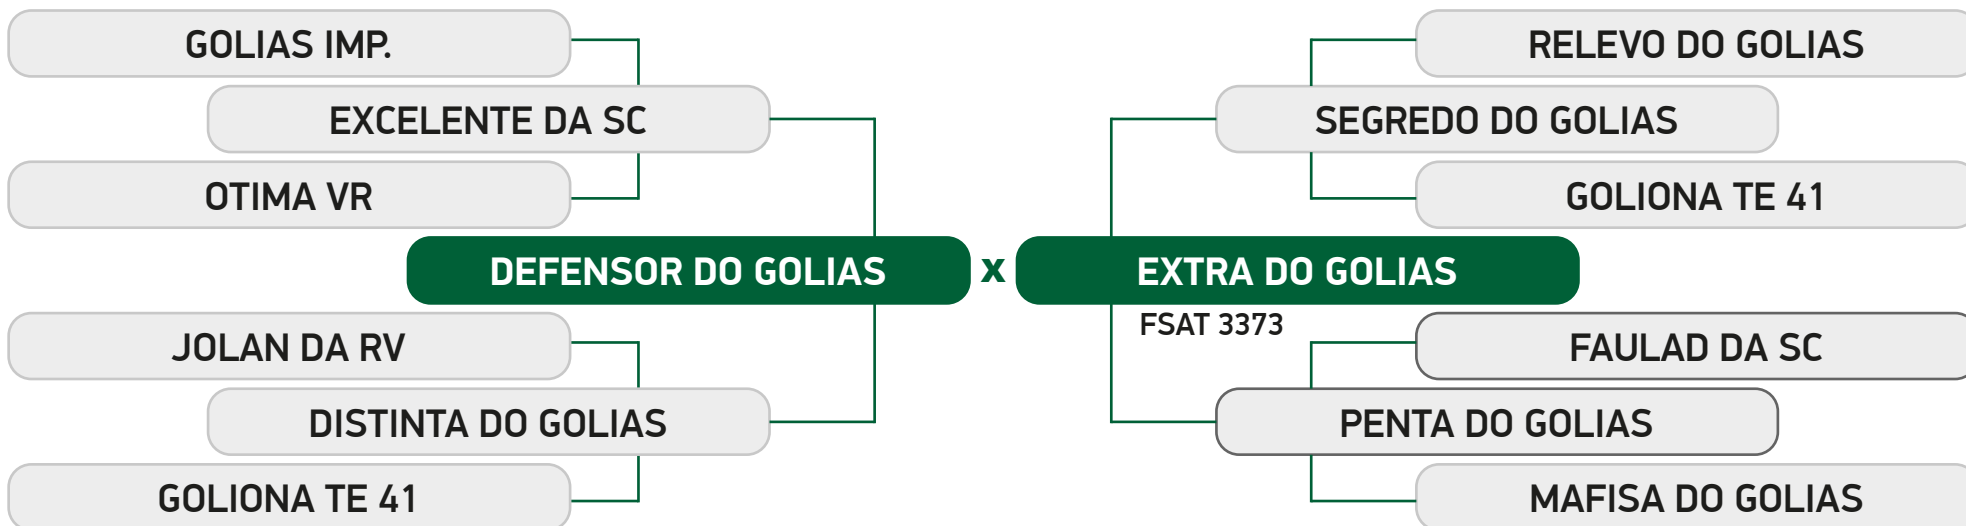 GOLIAS IMP.
RELEVO DO GOLIAS
EXCELENTE DA SC
SEGREDO DO GOLIAS
OTIMA VR
GOLIONA TE 41
DEFENSOR DO GOLIAS x EXTRA DO GOLIAS
FSAT 3373
JOLAN DA RV
FAULAD DA SC
DISTINTA DO GOLIAS
PENTA DO GOLIAS
GOLIONA TE 41
MAFISA DO GOLIAS